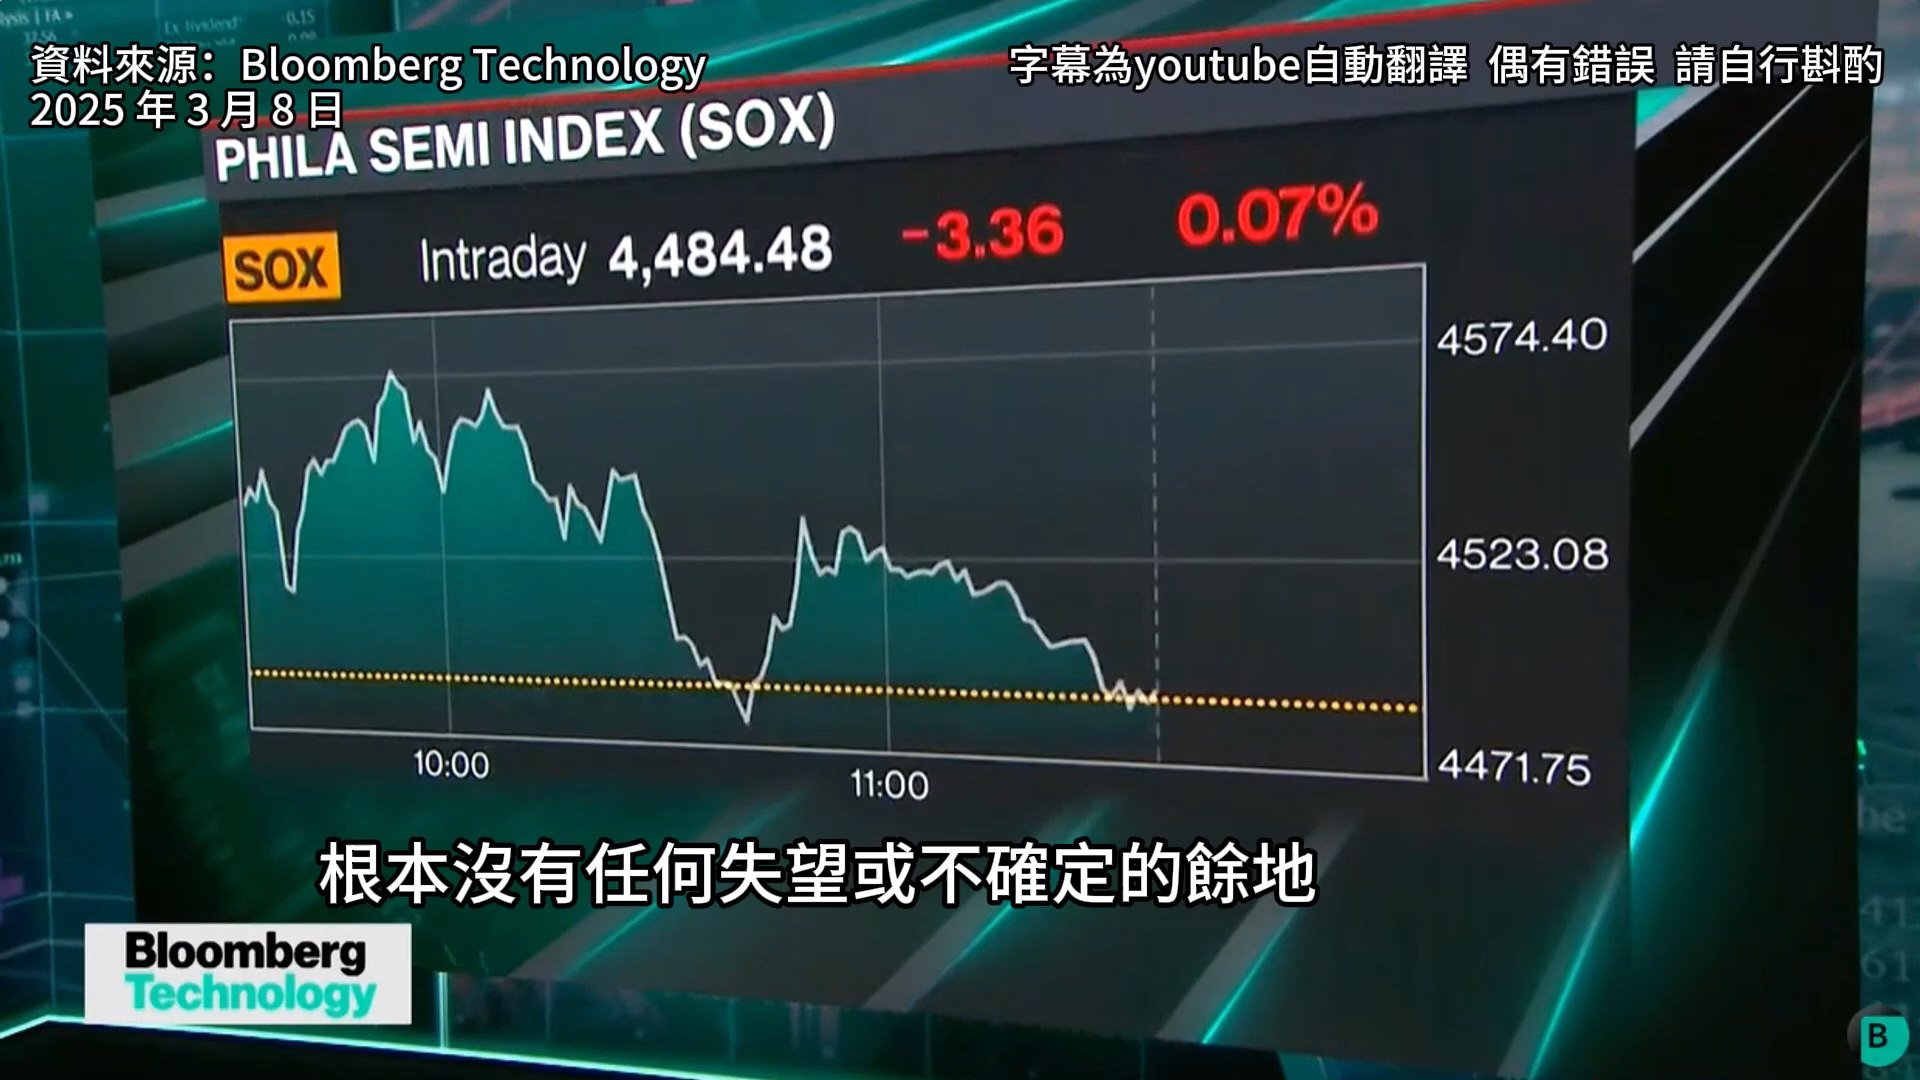 資料來源：Bloomberg Technology
2025 年 3 月 8 日
字幕為youtube自動翻譯 偶有錯誤 請自行斟酌
PHILA SEMI INDEX (SOX)
SOX Intraday 4,484.48 -3.36 0.07%
4574.40
4523.08
4471.75
10:00 11:00
根本沒有任何失望或不確定的餘地
Bloomberg
Technology
B